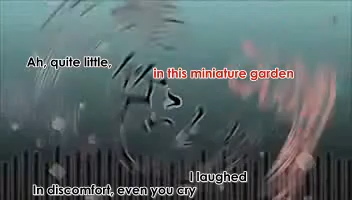 Ah, quite little,
in this miniature garden
I laughed
In discomfort, even you cry